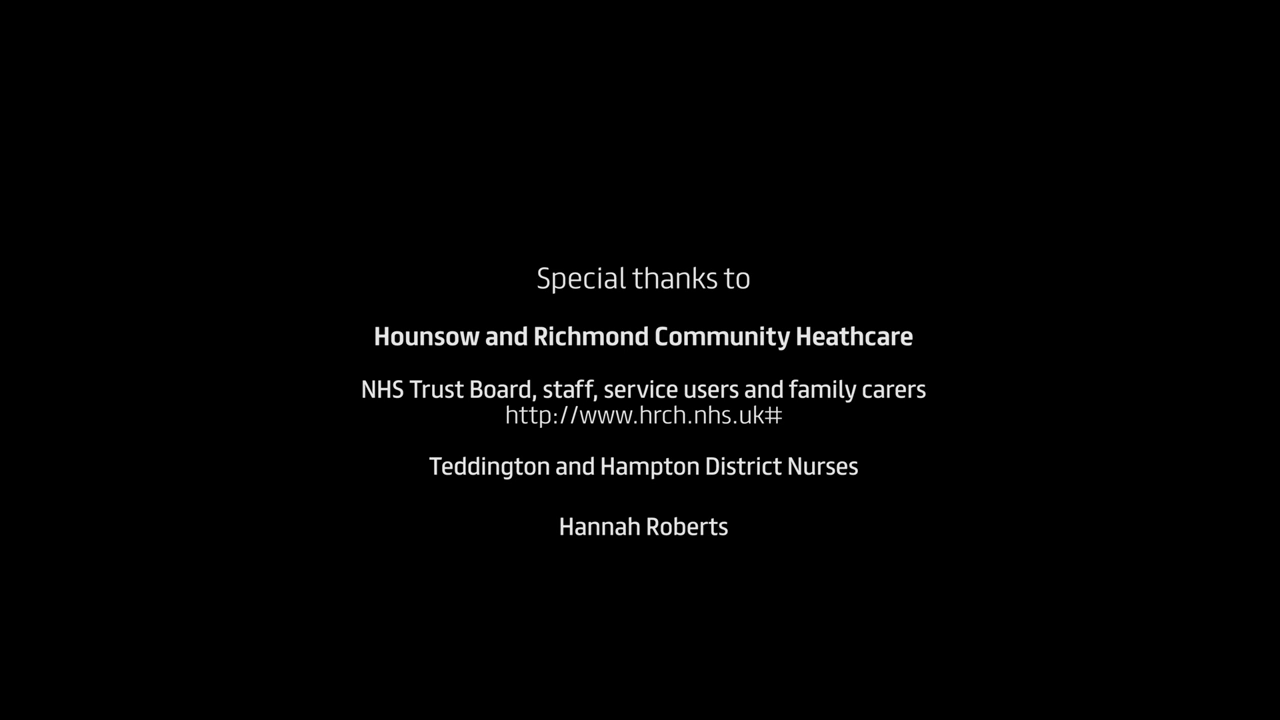 Special thanks to
Hounsow and Richmond Community Heathcare
NHS Trust Board, staff, service users and family carers
http://www.hrch.nhs.uk#
Teddington and Hampton District Nurses
Hannah Roberts